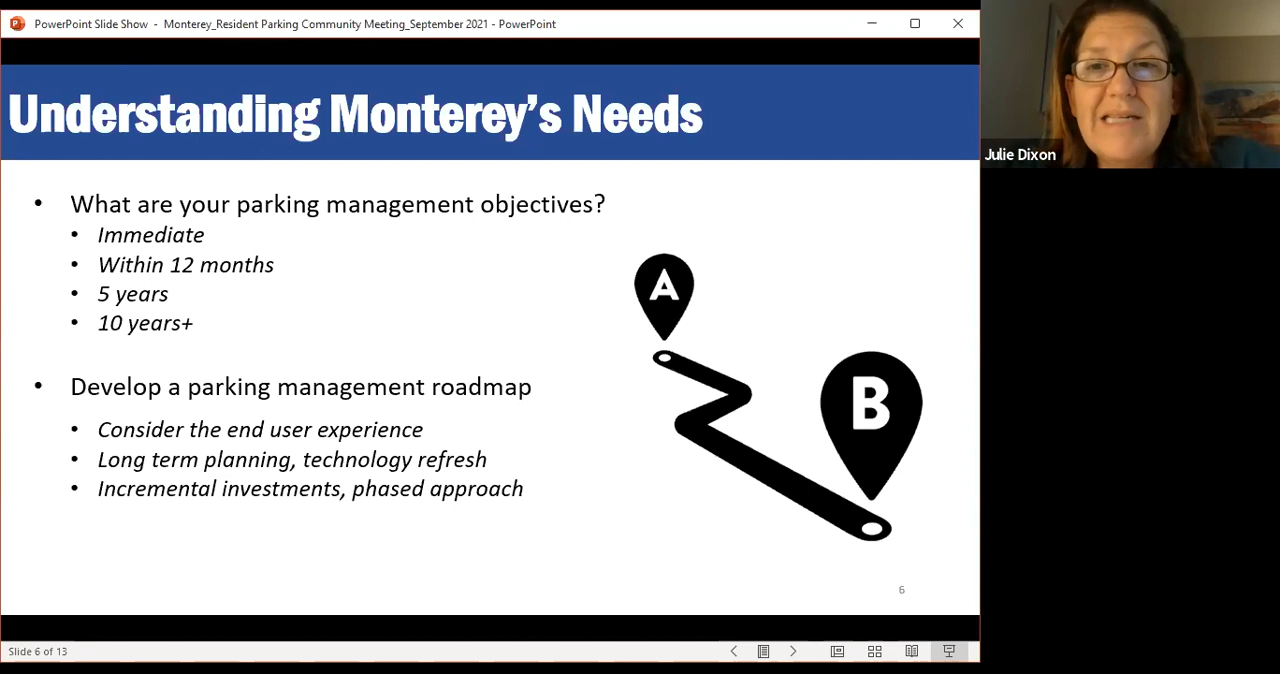 PowerPoint Slide Show - Monterey_Resident Parking Community Meeting_September 2021 - PowerPoint
Understanding Monterey's Needs
• What are your parking management objectives?
• Immediate
• Within 12 months
• 5 years
• 10 years+
• Develop a parking management roadmap
• Consider the end user experience
• Long term planning, technology refresh
• Incremental investments, phased approach
A
B
6
Slide 6 of 13
Julie Dixon